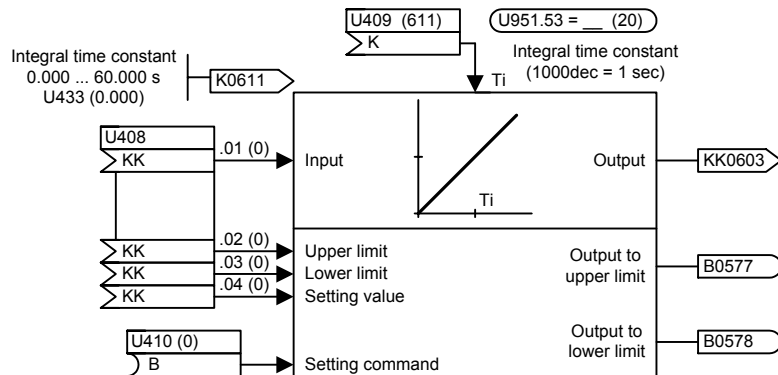 U409 (611)
K
U951.53 = __ (20)
Integral time constant
0.000 ... 60.000 s
U433 (0.000)
K0611
Integral time constant
(1000dec = 1 sec)
Ti
U408
KK
.01 (0)
Input
Ti
Output
KK0603
KK
.02 (0)
Upper limit
KK
.03 (0)
Lower limit
KK
.04 (0)
Setting value
Output to
upper limit
B0577
Output to
lower limit
B0578
U410 (0)
B
Setting command